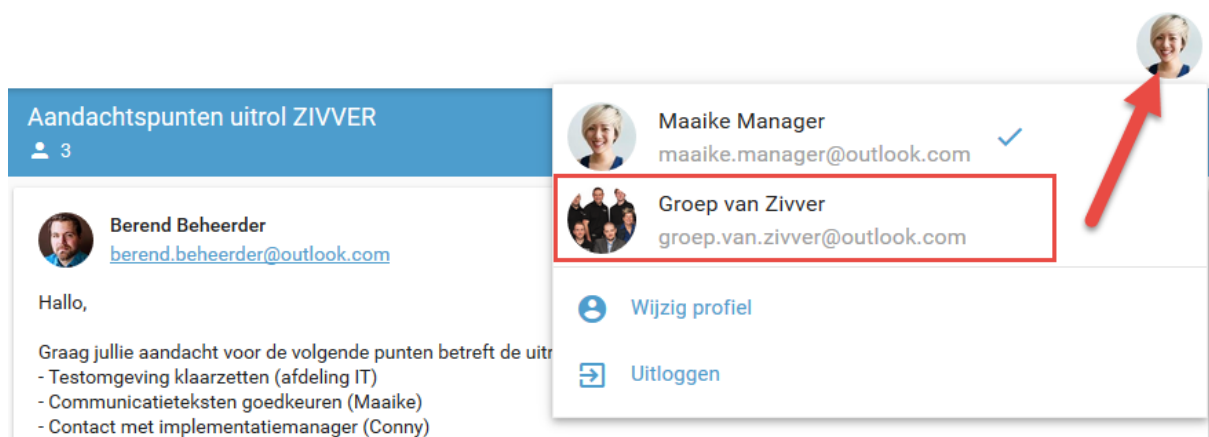 Aandachtspunten uitrol ZIVVER
3
Berend Beheerder
berend.beheerder@outlook.com
Hallo,
Graag jullie aandacht voor de volgende punten betreft de uitr
- Testomgeving klaarzetten (afdeling IT)
- Communicatieteksten goedkeuren (Maaike)
- Contact met implementatiemanager (Conny)
Maaike Manager
maaike.manager@outlook.com
Groep van Zivver
groep.van.zivver@outlook.com
Wijzig profiel
Uitloggen